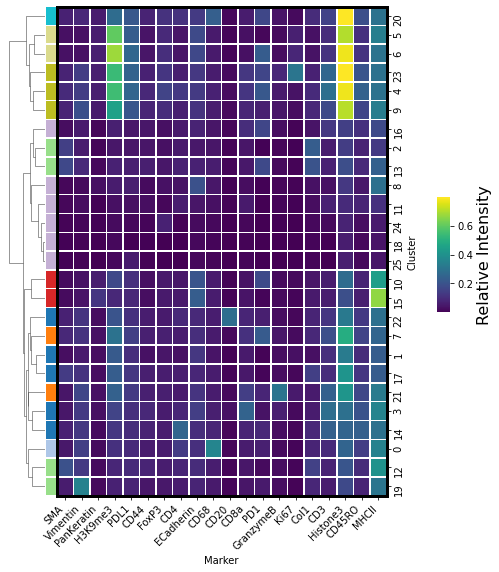 20
5
6
23
4
9
16
2
13
8
11
24
18
25
10
15
22
7
1
17
21
3
14
0
12
19
Cluster
0.6
0.4
0.2
Relative Intensity
SMA
Vimentin
PanKeratin
H3K9me3
PDL1
CD44
FoxP3
CD4
ECadherin
CD68
CD20
CD8a
PD1
GranzymeB
Ki67
Col1
CD3
Histone3
CD45RO
MHCII
Marker